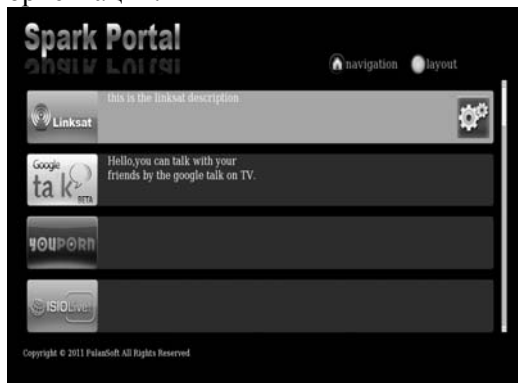 Spark Portal
navigation layout
Linksat
this is the linksat description
Google
talk
BETA
Hello,you can talk with your
friends by the google talk on TV.
YOUPORN
ISIOLive!
Copyright © 2011 FulanSoft All Rights Reserved